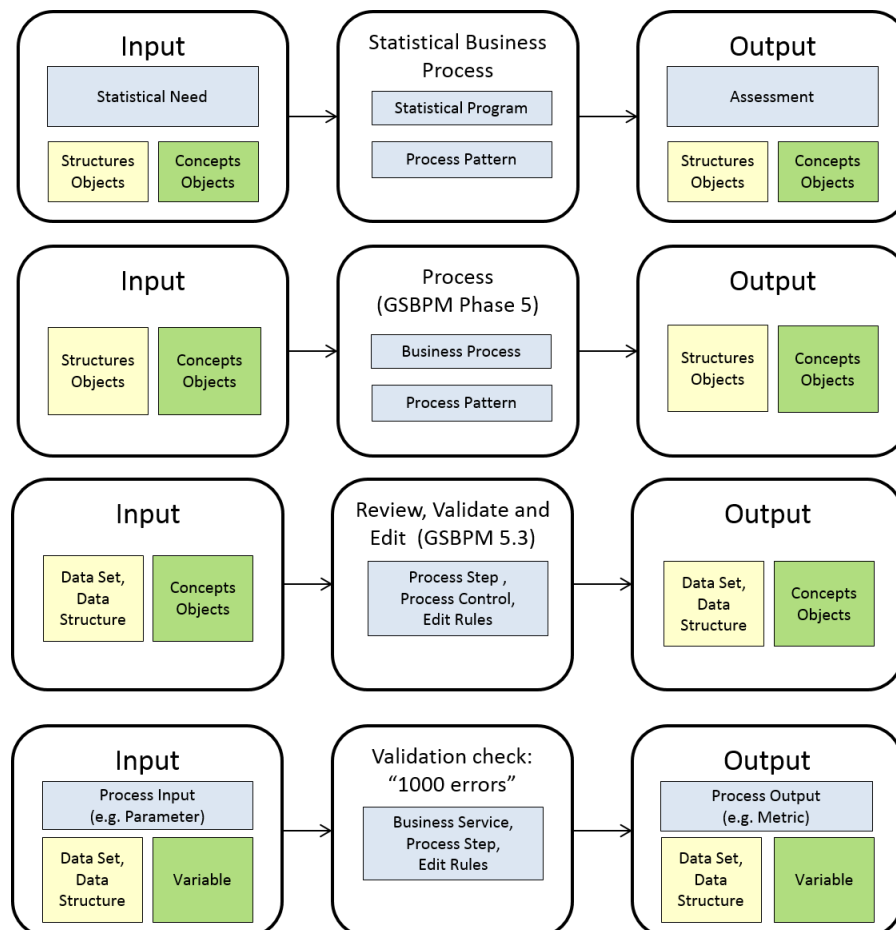 Input
Statistical Need
Structures
Objects
Concepts
Objects
Statistical Business
Process
Statistical Program
Process Pattern
Output
Assessment
Structures
Objects
Concepts
Objects
Input
Structures
Objects
Concepts
Objects
Process
(GSBPM Phase 5)
Business Process
Process Pattern
Output
Structures
Objects
Concepts
Objects
Input
Data Set,
Data
Structure
Concepts
Objects
Review, Validate and
Edit (GSBPM 5.3)
Process Step ,
Process Control,
Edit Rules
Output
Data Set,
Data
Structure
Concepts
Objects
Input
Process Input
(e.g. Parameter)
Data Set,
Data
Structure
Variable
Validation check:
“1000 errors”
Business Service,
Process Step,
Edit Rules
Output
Process Output
(e.g. Metric)
Data Set,
Data
Structure
Variable